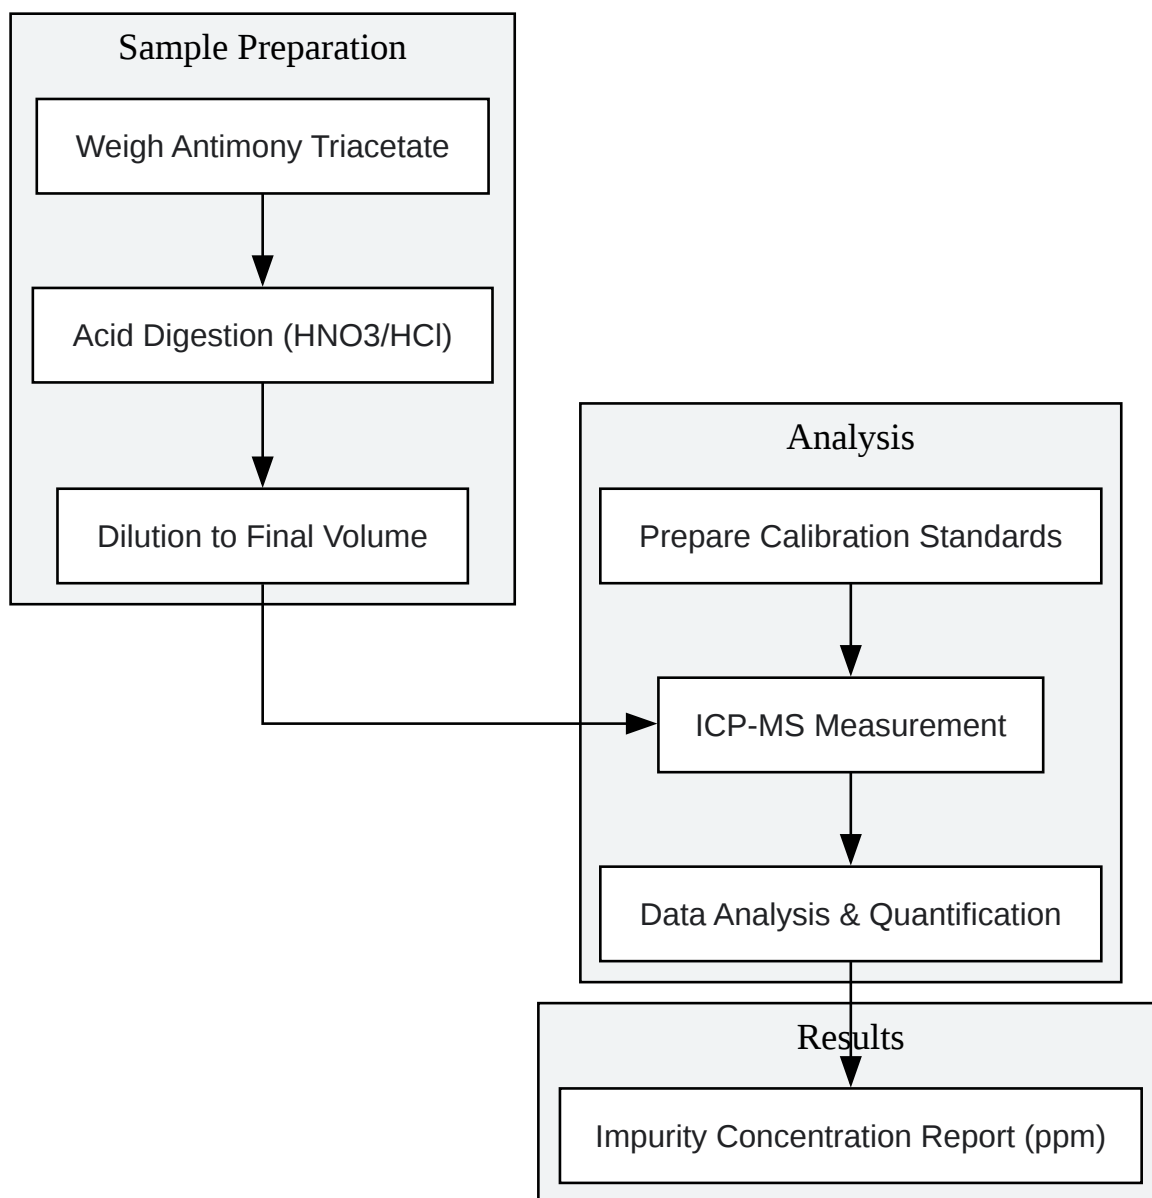 Sample Preparation
Weigh Antimony Triacetate
Acid Digestion (HNO3/HCl)
Dilution to Final Volume
Analysis
Prepare Calibration Standards
ICP-MS Measurement
Data Analysis & Quantification
Results
Impurity Concentration Report (ppm)